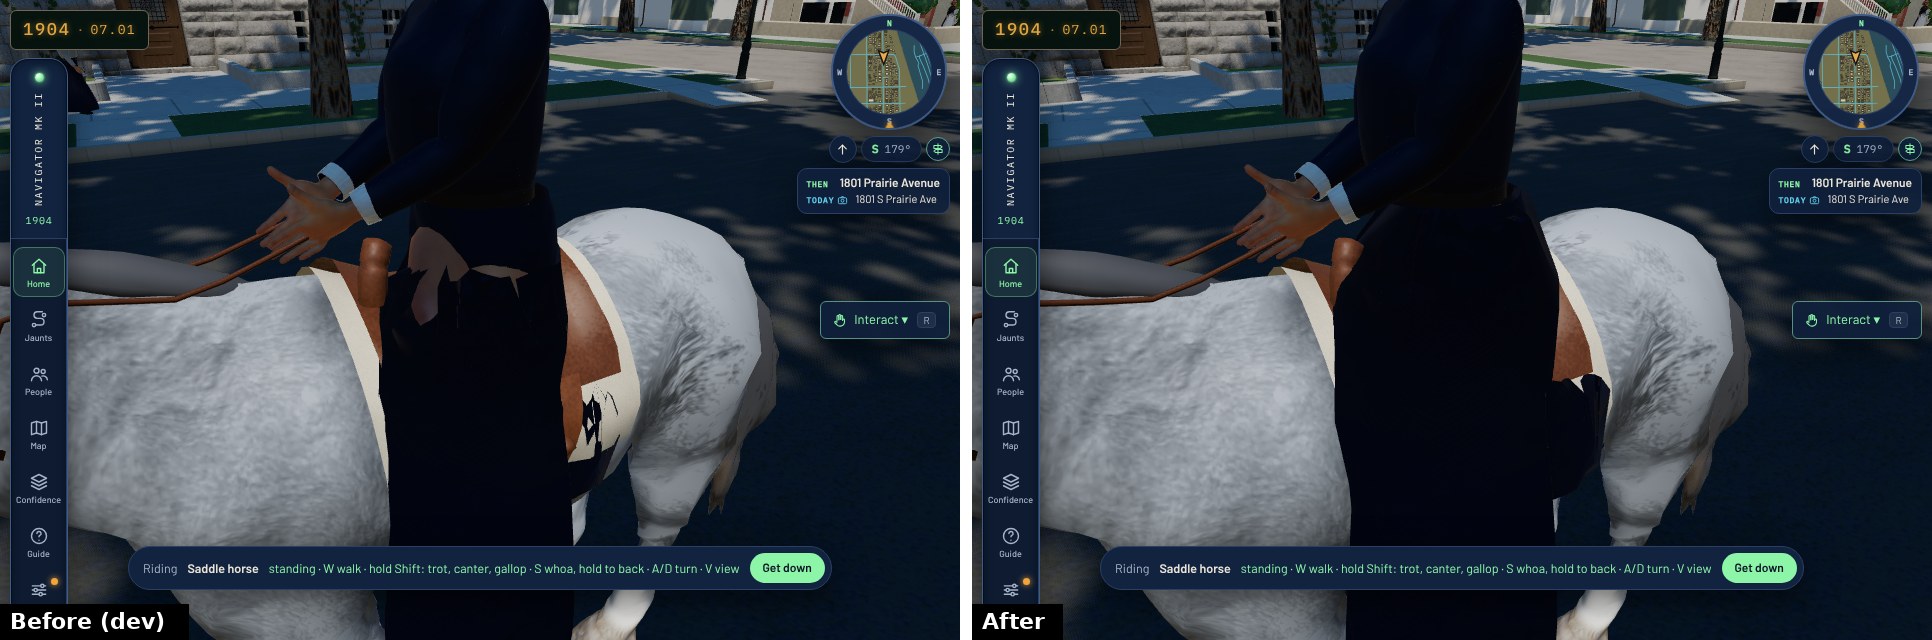 1904 · 07.01
NAVIGATOR MK II
1904
Home
Jaunts
People
Map
Confidence
Guide
N
W
E
S
S 179°
THEN 1801 Prairie Avenue
TODAY 1801 S Prairie Ave
Interact ▾ R
Riding Saddle horse standing · W walk · hold Shift: trot, canter, gallop · S whoa, hold to back · A/D turn · V view Get down
Before (dev)
1904 · 07.01
NAVIGATOR MK II
1904
Home
Jaunts
People
Map
Confidence
Guide
N
W
E
S
S 179°
THEN 1801 Prairie Avenue
TODAY 1801 S Prairie Ave
Interact ▾ R
Riding Saddle horse standing · W walk · hold Shift: trot, canter, gallop · S whoa, hold to back · A/D turn · V view Get down
After